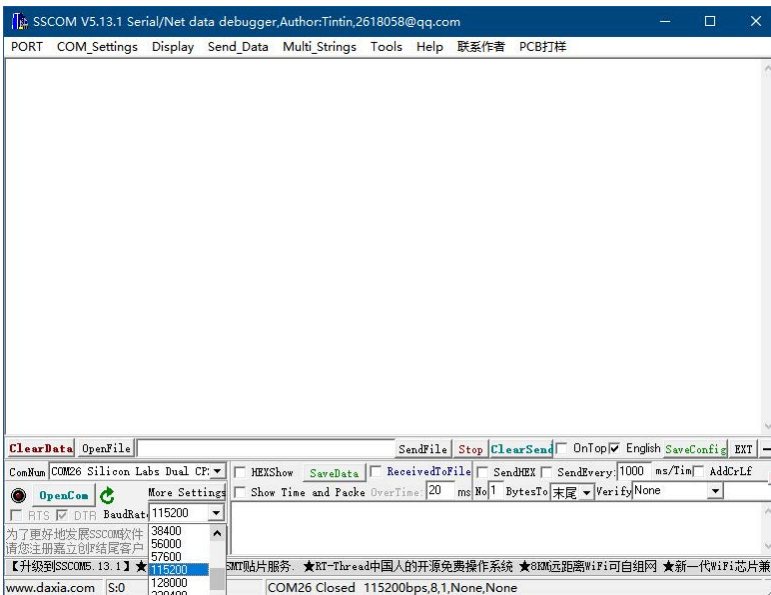 SSCOM V5.13.1 Serial/Net data debugger,Author:Tintin,2618058@qq.com
PORT COM_Settings Display Send_Data Multi_Strings Tools Help 联系作者 PCB打样
ClearData OpenFile SendFile Stop ClearSend OnTop English SaveConfig EXT
ComNum COM26 Silicon Labs Dual CP: HEXShow SaveData ReceivedToFile SendHEX SendEvery: 1000 ms/Tim AddCrLf
OpenCom More Settings Show Time and Packe OverTime: 20 ms No 1 BytesTo 末尾 Verify None
RTS DTR BaudRat 115200
为了更好地发展SSCOM软件
请您注册嘉立创F结尾客户
38400
56000
57600
115200
128000
【升级到SSCOM5.13.1】★ SMT贴片服务. ★RT-Thread中国人的开源免费操作系统 ★8KM远距离WiFi可自组网 ★新一代WiFi芯片兼
www.daxia.com S:0 COM26 Closed 115200bps,8,1,None,None